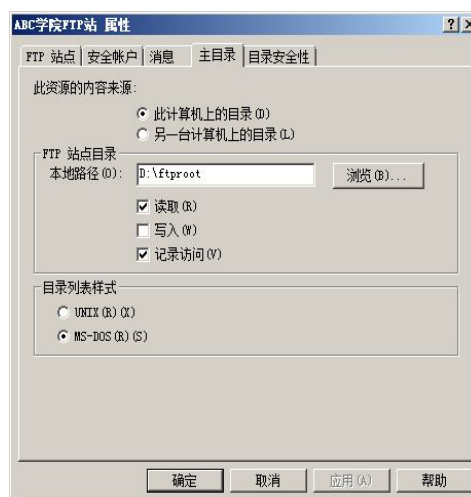 ABC学院FTP站 属性
FTP 站点 安全帐户 消息 主目录 目录安全性
此资源的内容来源:
此计算机上的目录(D)
另一台计算机上的目录(L)
FTP 站点目录
本地路径(O): D:\ftproot 浏览(B)...
读取(R)
写入(W)
记录访问(V)
目录列表样式
UNIX(R)(X)
MS-DOS(R)(S)
确定 取消 应用(A) 帮助